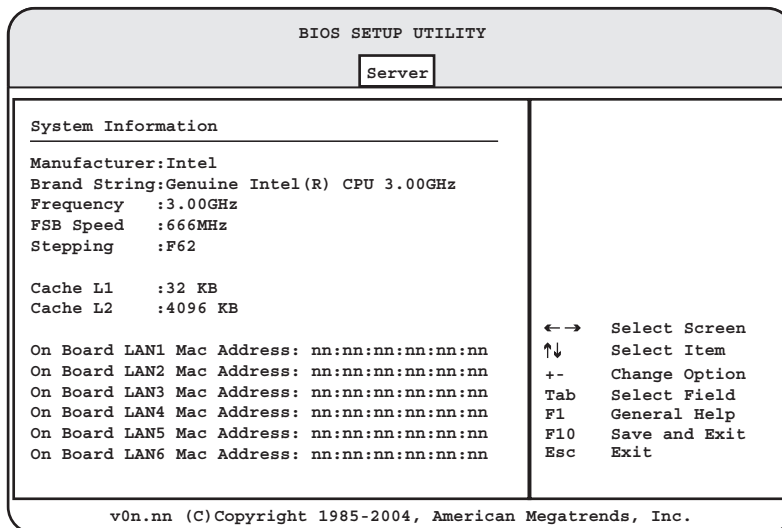 BIOS SETUP UTILITY
Server
System Information
Manufacturer:Intel
Brand String:Genuine Intel(R) CPU 3.00GHz
Frequency :3.00GHz
FSB Speed :666MHz
Stepping :F62
Cache L1 :32 KB
Cache L2 :4096 KB
On Board LAN1 Mac Address: nn:nn:nn:nn:nn:nn
On Board LAN2 Mac Address: nn:nn:nn:nn:nn:nn
On Board LAN3 Mac Address: nn:nn:nn:nn:nn:nn
On Board LAN4 Mac Address: nn:nn:nn:nn:nn:nn
On Board LAN5 Mac Address: nn:nn:nn:nn:nn:nn
On Board LAN6 Mac Address: nn:nn:nn:nn:nn:nn
←→ Select Screen
↑↓ Select Item
+- Change Option
Tab Select Field
F1 General Help
F10 Save and Exit
Esc Exit
v0n.nn (C)Copyright 1985-2004, American Megatrends, Inc.